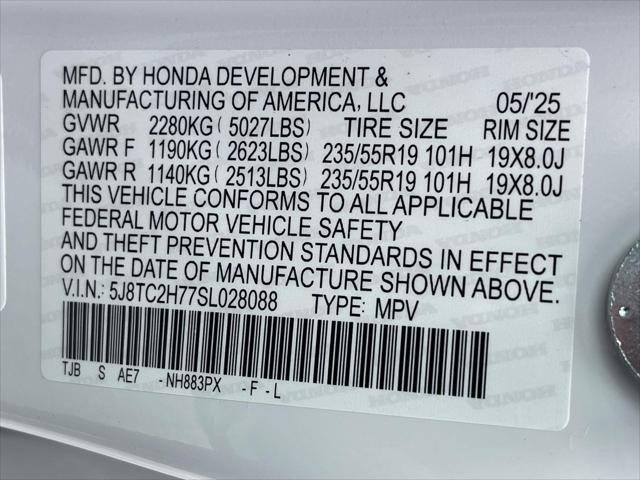 MFD. BY HONDA DEVELOPMENT &
MANUFACTURING OF AMERICA, LLC 05/'25
GVWR 2280KG( 5027LBS) TIRE SIZE RIM SIZE
GAWR F 1190KG( 2623LBS) 235/55R19 101H 19X8.0J
GAWR R 1140KG( 2513LBS) 235/55R19 101H 19X8.0J
THIS VEHICLE CONFORMS TO ALL APPLICABLE
FEDERAL MOTOR VEHICLE SAFETY
AND THEFT PREVENTION STANDARDS IN EFFECT
ON THE DATE OF MANUFACTURE SHOWN ABOVE.
V.I.N.: 5J8TC2H77SL028088 TYPE: MPV
TJB S AE7 -NH883PX -F -L